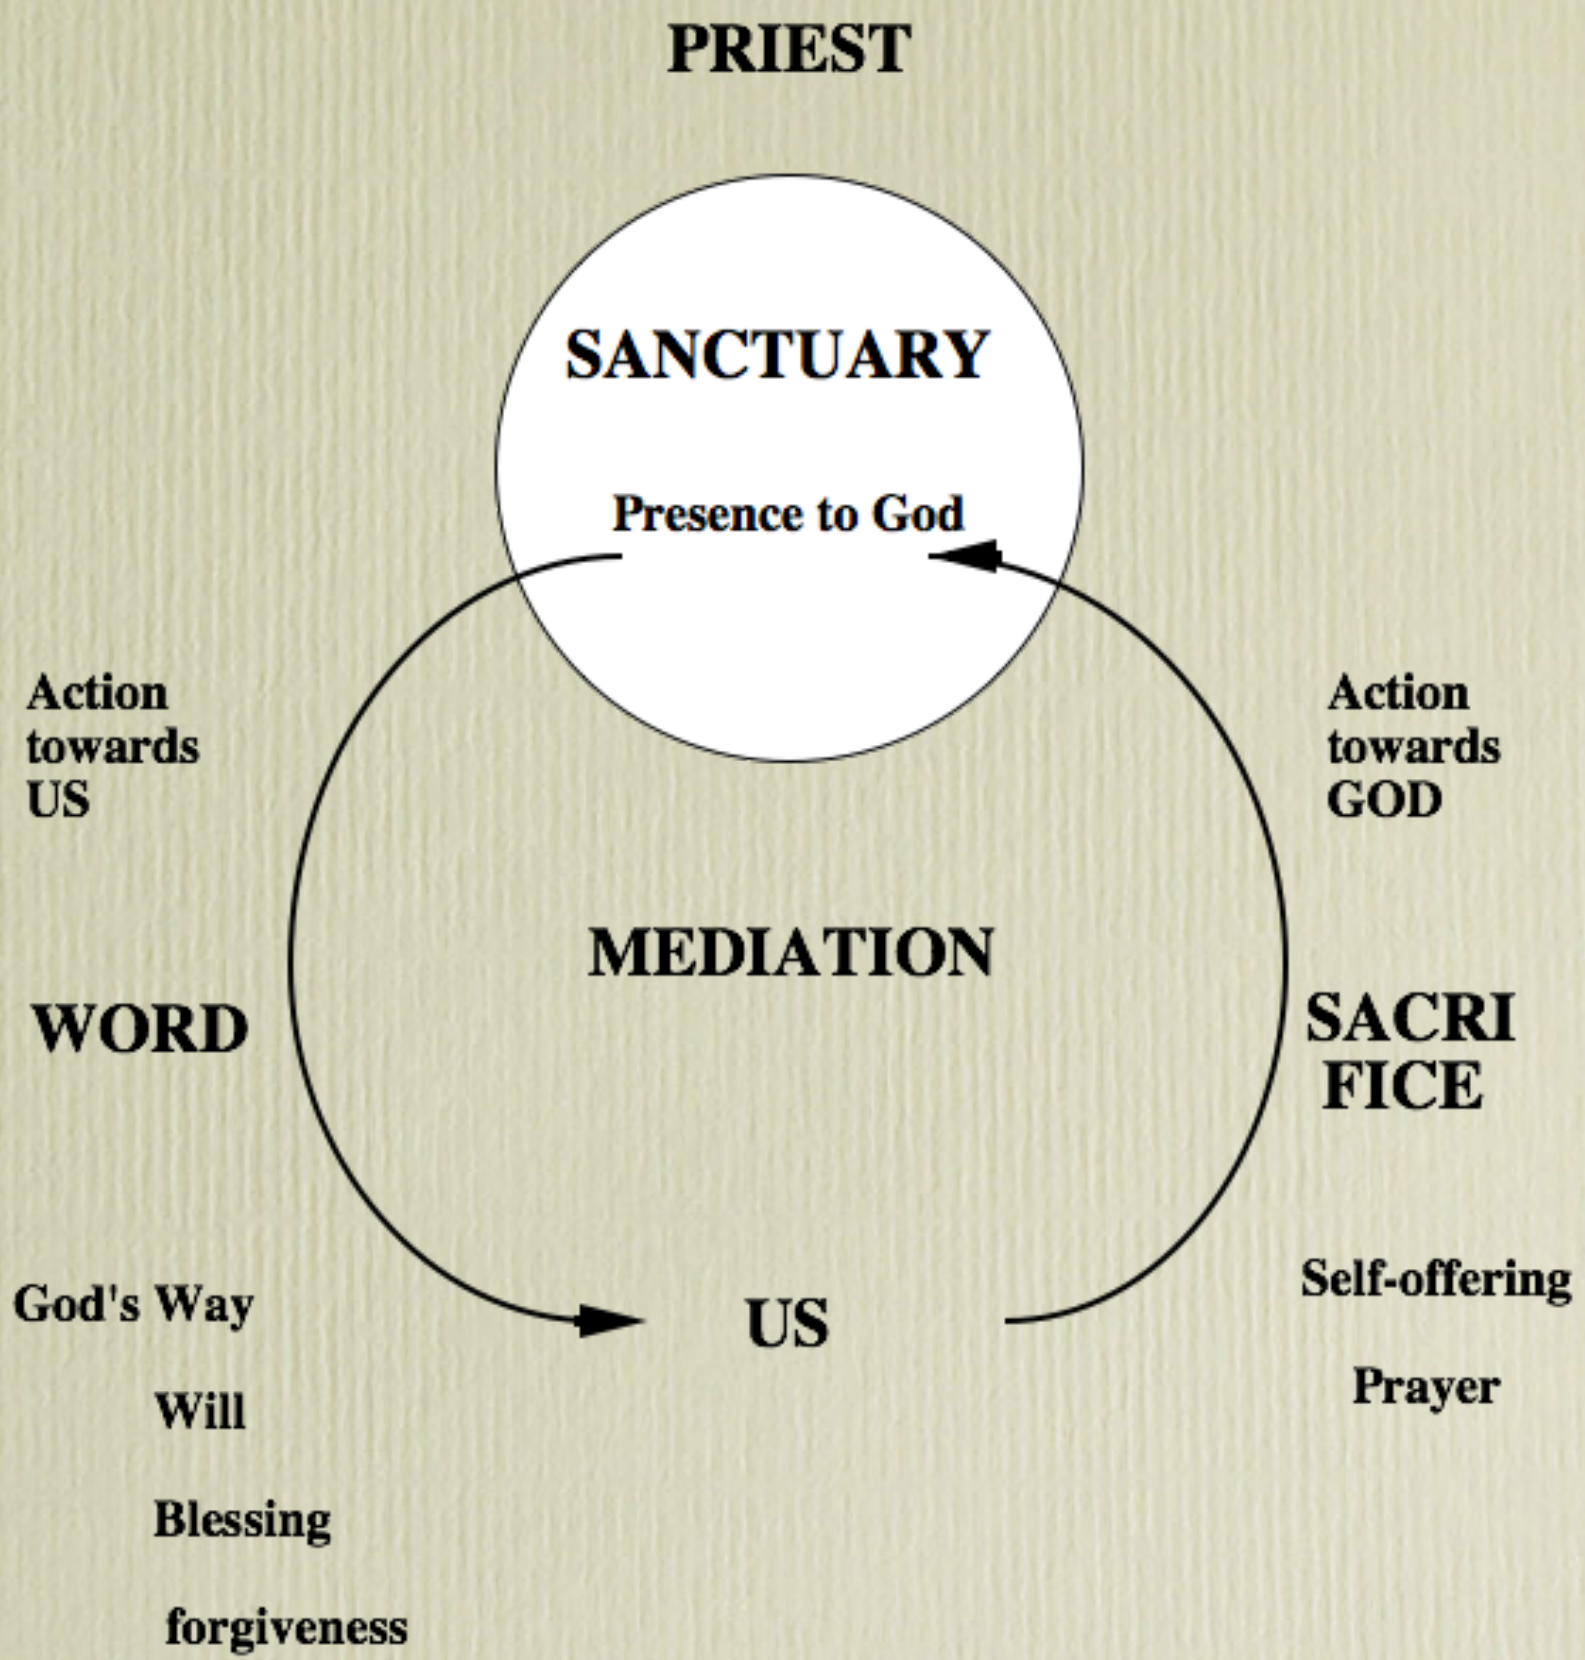 PRIEST
SANCTUARY
Presence to God
Action
towards
US
Action
towards
GOD
MEDIATION
WORD
SACRI
FICE
God's Way
Will
Blessing
forgiveness
US
Self-offering
Prayer